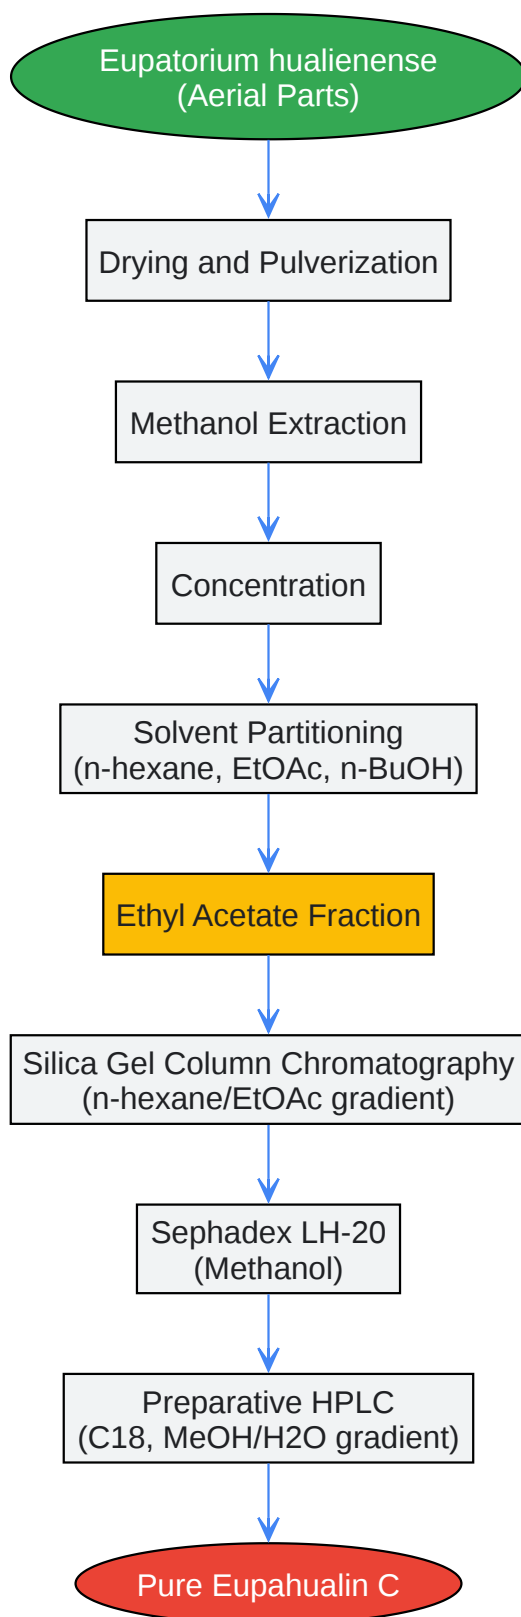 Eupatorium hualienense
(Aerial Parts)
Drying and Pulverization
Methanol Extraction
Concentration
Solvent Partitioning
(n-hexane, EtOAc, n-BuOH)
Ethyl Acetate Fraction
Silica Gel Column Chromatography
(n-hexane/EtOAc gradient)
Sephadex LH-20
(Methanol)
Preparative HPLC
(C18, MeOH/H2O gradient)
Pure Eupahualin C